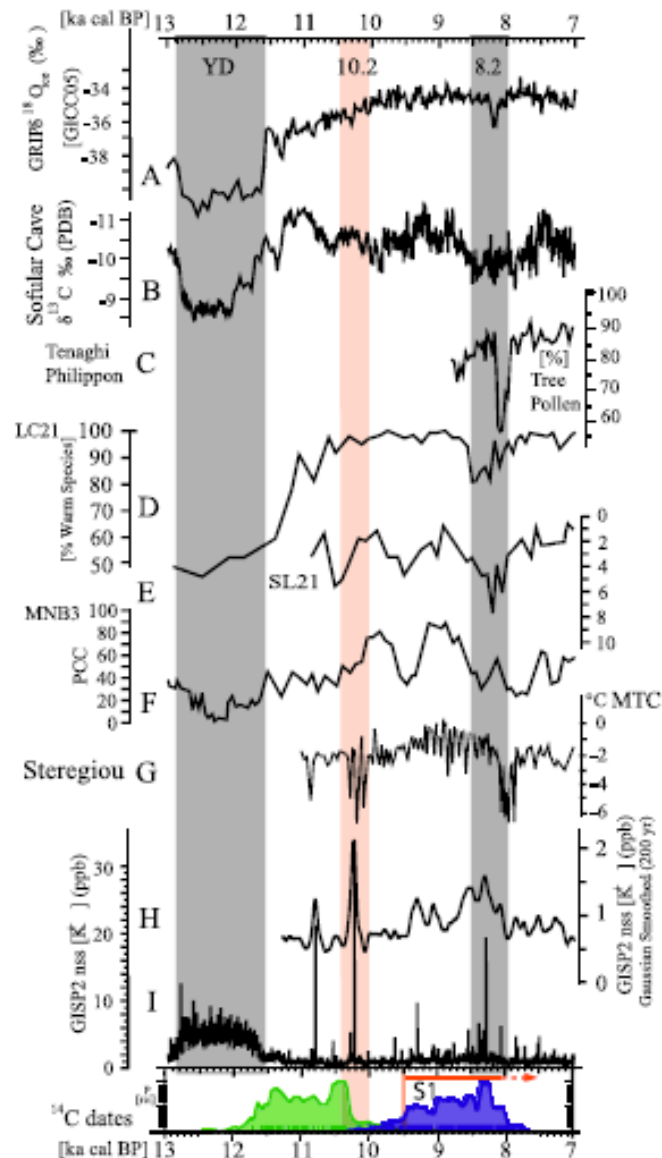 [ka cal BP]
13 12 11 10 9 8 7
YD 10.2 8.2
GRIP6 ¹⁸O_ice (‰)
[GICC05]
-34
-36
-38
A
Sofular Cave
δ ¹³C ‰ (PDB)
-11
-10
-9
B
Tenaghi
Philippon
C
100
90
80
70
60
[%]
Tree
Pollen
LC21
[% Warm Species]
100
90
80
70
60
50
D
E
SL21
0
2
4
6
8
10
MNB3
PCC
100
80
60
40
20
0
F
°C MTC
0
-2
-4
-6
Steregiou G
GISP2 nss [K ] (ppb)
30
20
10
0
H
I
2
1
0
GISP2 nss [K ] (ppb)
Gaussian Smoothed (200 yr)
S1
¹⁴C dates
[ka cal BP] 13 12 11 10 9 8 7